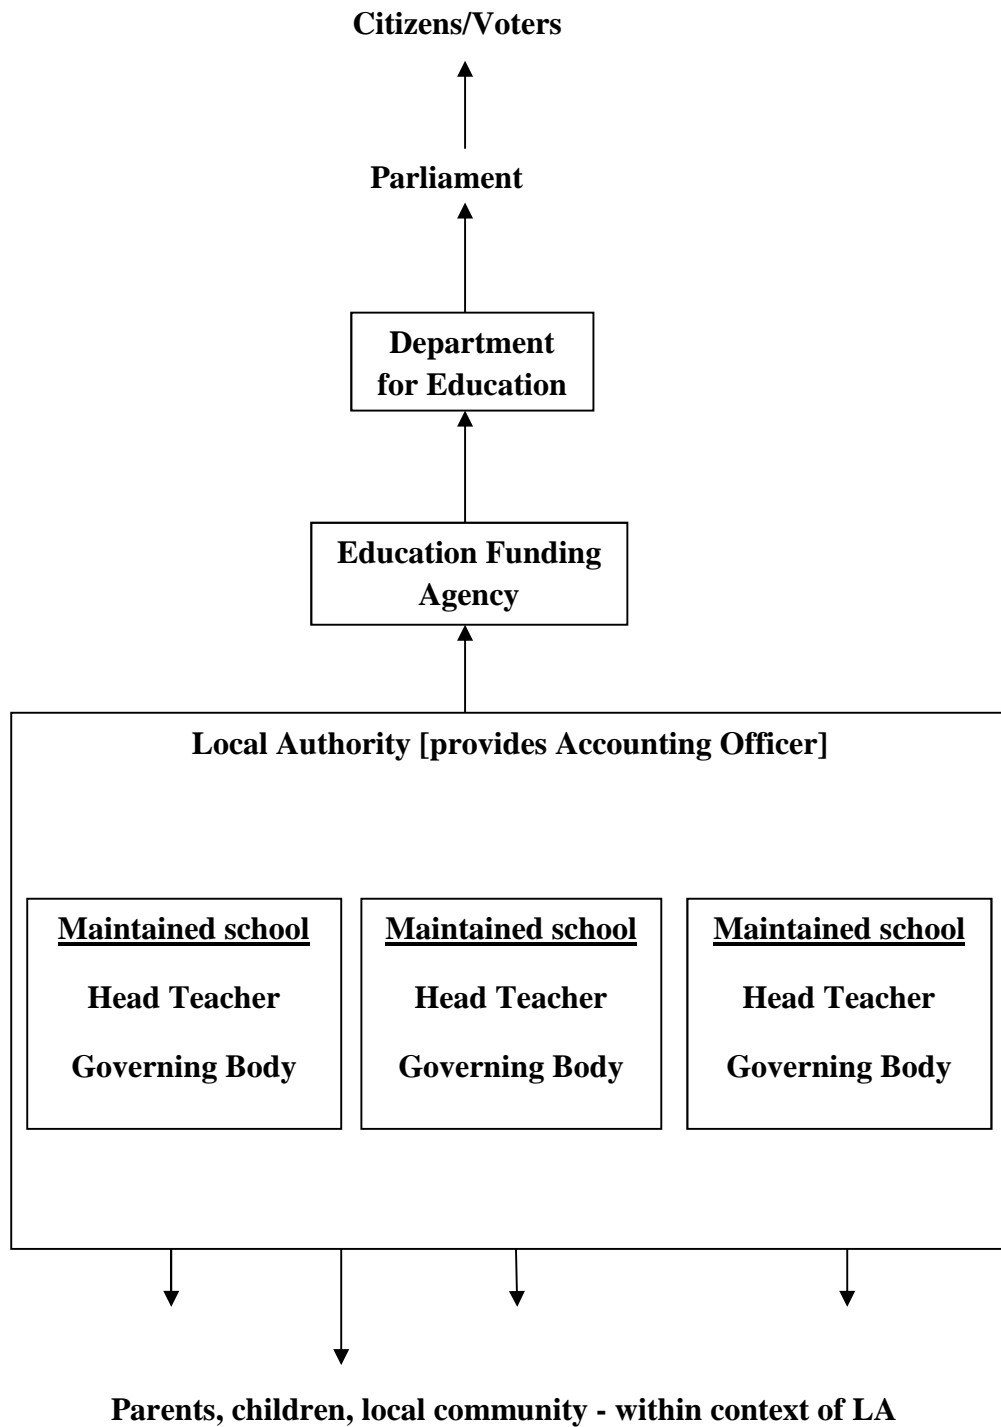 Citizens/Voters
Parliament
Department
for Education
Education Funding
Agency
Local Authority [provides Accounting Officer]
Maintained school
Head Teacher
Governing Body
Maintained school
Head Teacher
Governing Body
Maintained school
Head Teacher
Governing Body
Parents, children, local community - within context of LA